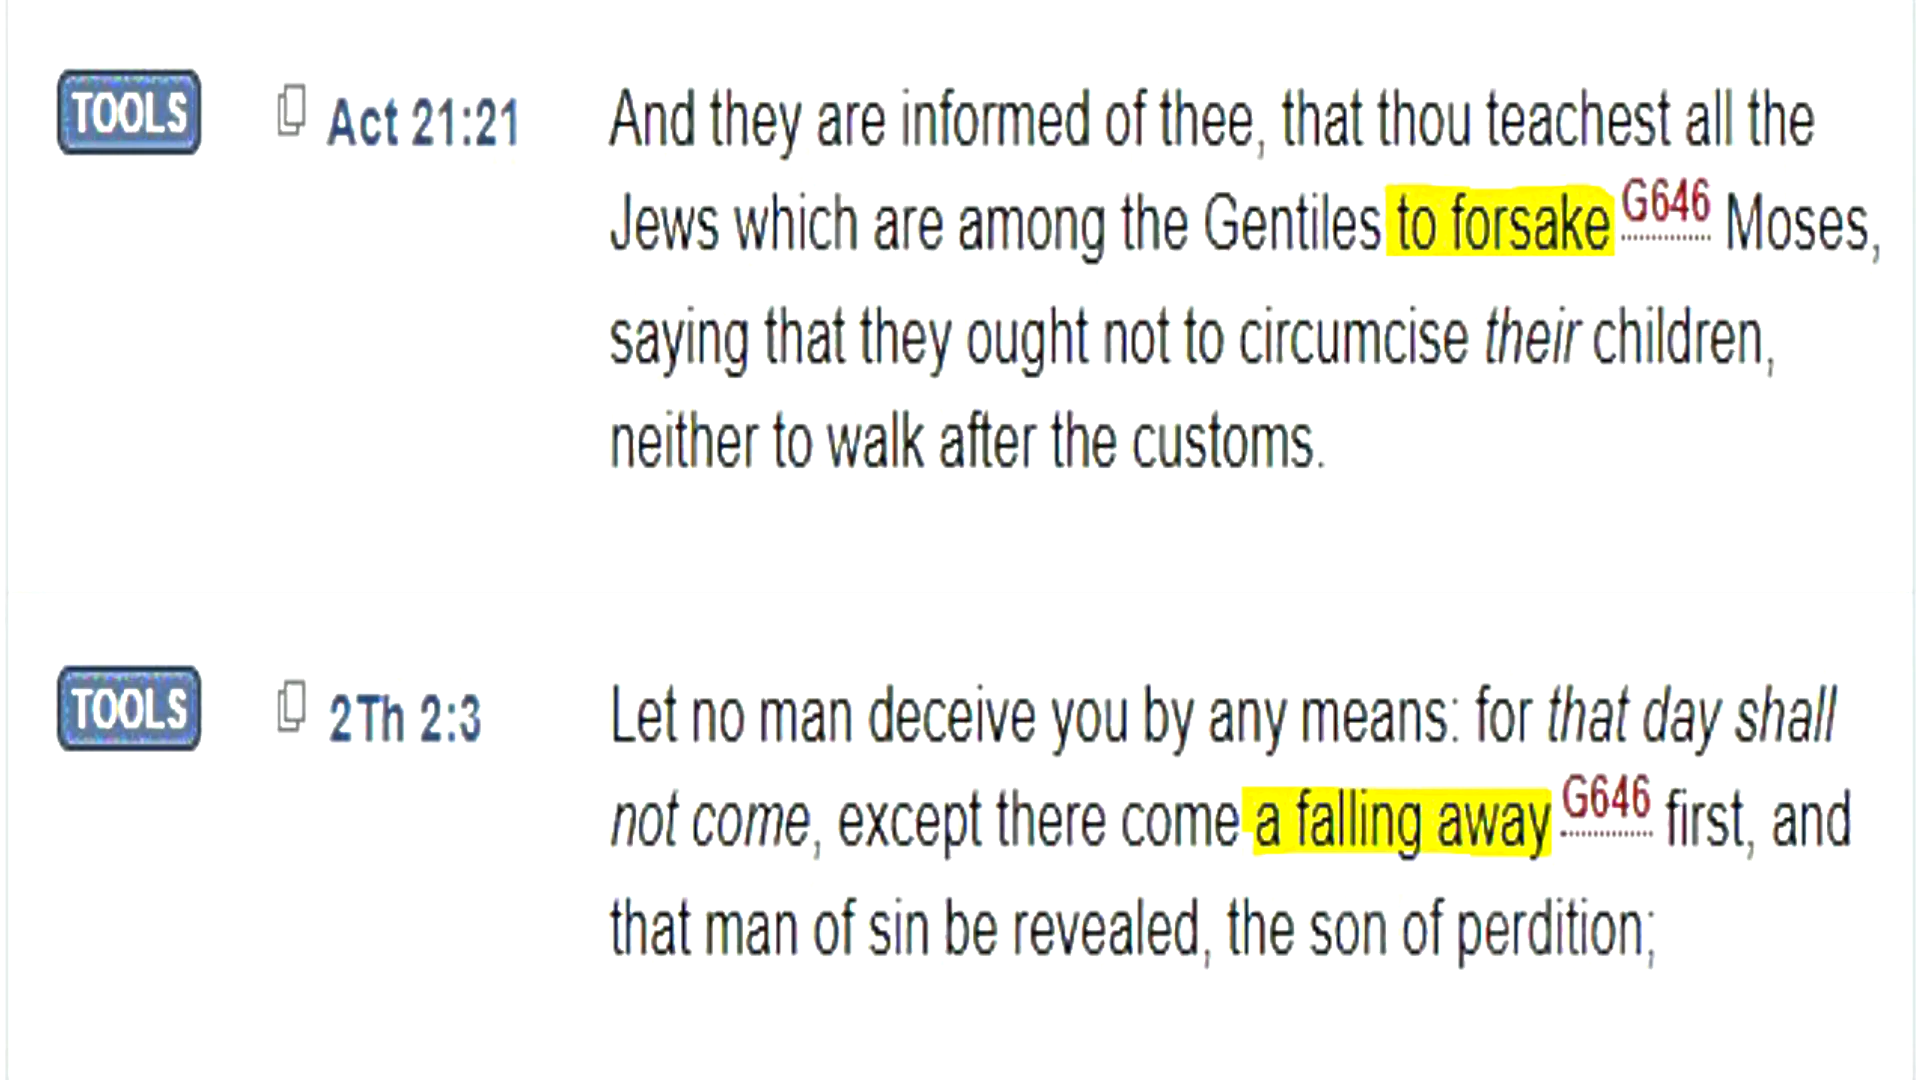 TOOLS Act 21:21 And they are informed of thee, that thou teachest all the
Jews which are among the Gentiles to forsake G646 Moses,
saying that they ought not to circumcise their children,
neither to walk after the customs.
TOOLS 2Th 2:3 Let no man deceive you by any means: for that day shall
not come, except there come a falling away G646 first, and
that man of sin be revealed, the son of perdition;